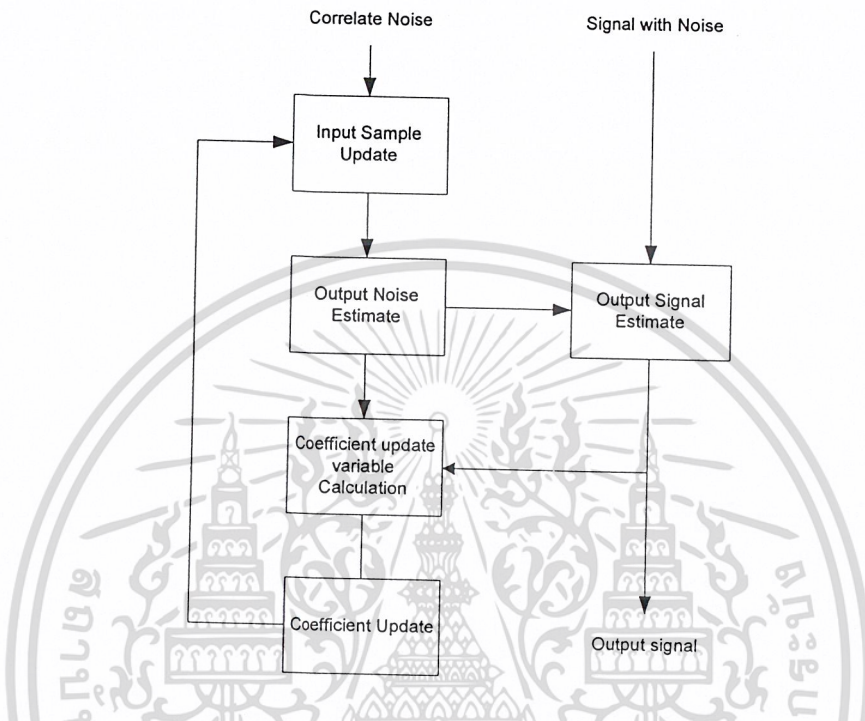 Correlate Noise
Signal with Noise
Input Sample
Update
Output Noise
Estimate
Output Signal
Estimate
Coefficient update
variable
Calculation
Coefficient Update
Output signal